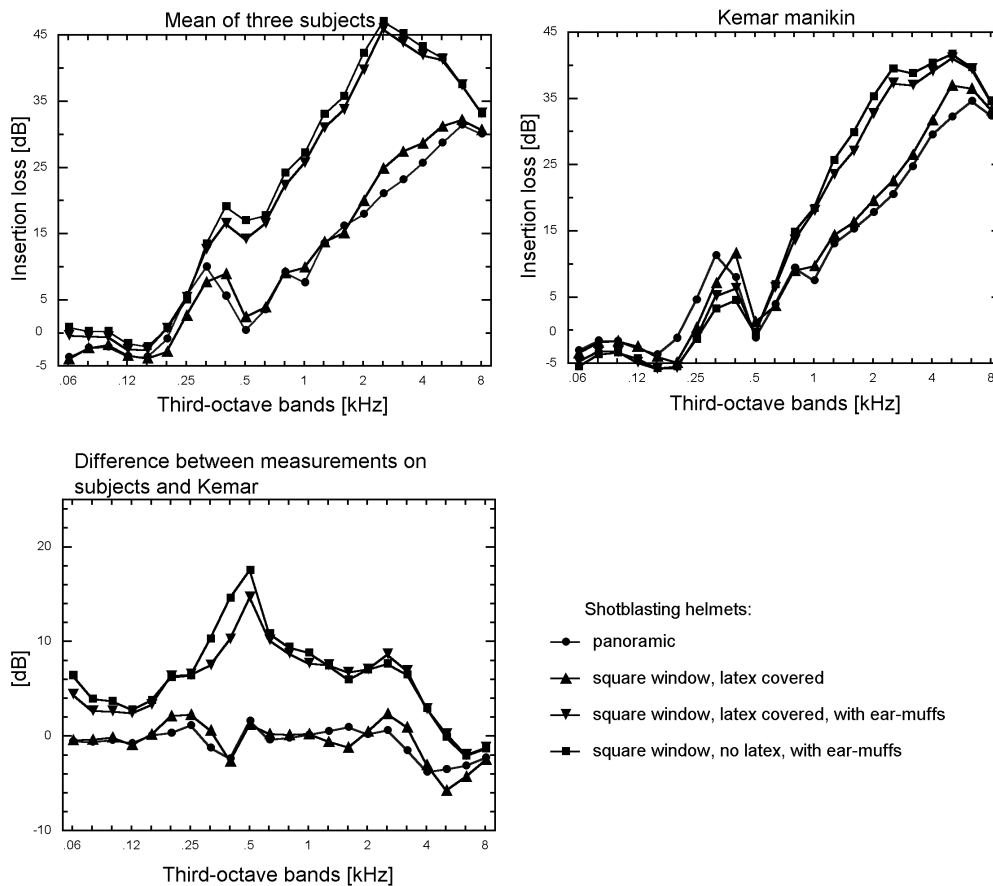 Mean of three subjects
45
35
25
15
5
0
-5
Insertion loss [dB]
.06 .12 .25 .5 1 2 4 8
Third-octave bands [kHz]
Kemar manikin
45
35
25
15
5
0
-5
Insertion loss [dB]
.06 .12 .25 .5 1 2 4 8
Third-octave bands [kHz]
Difference between measurements on
subjects and Kemar
20
10
0
-10
[dB]
.06 .12 .25 .5 1 2 4 8
Third-octave bands [kHz]
Shotblasting helmets:
panoramic
square window, latex covered
square window, latex covered, with ear-muffs
square window, no latex, with ear-muffs